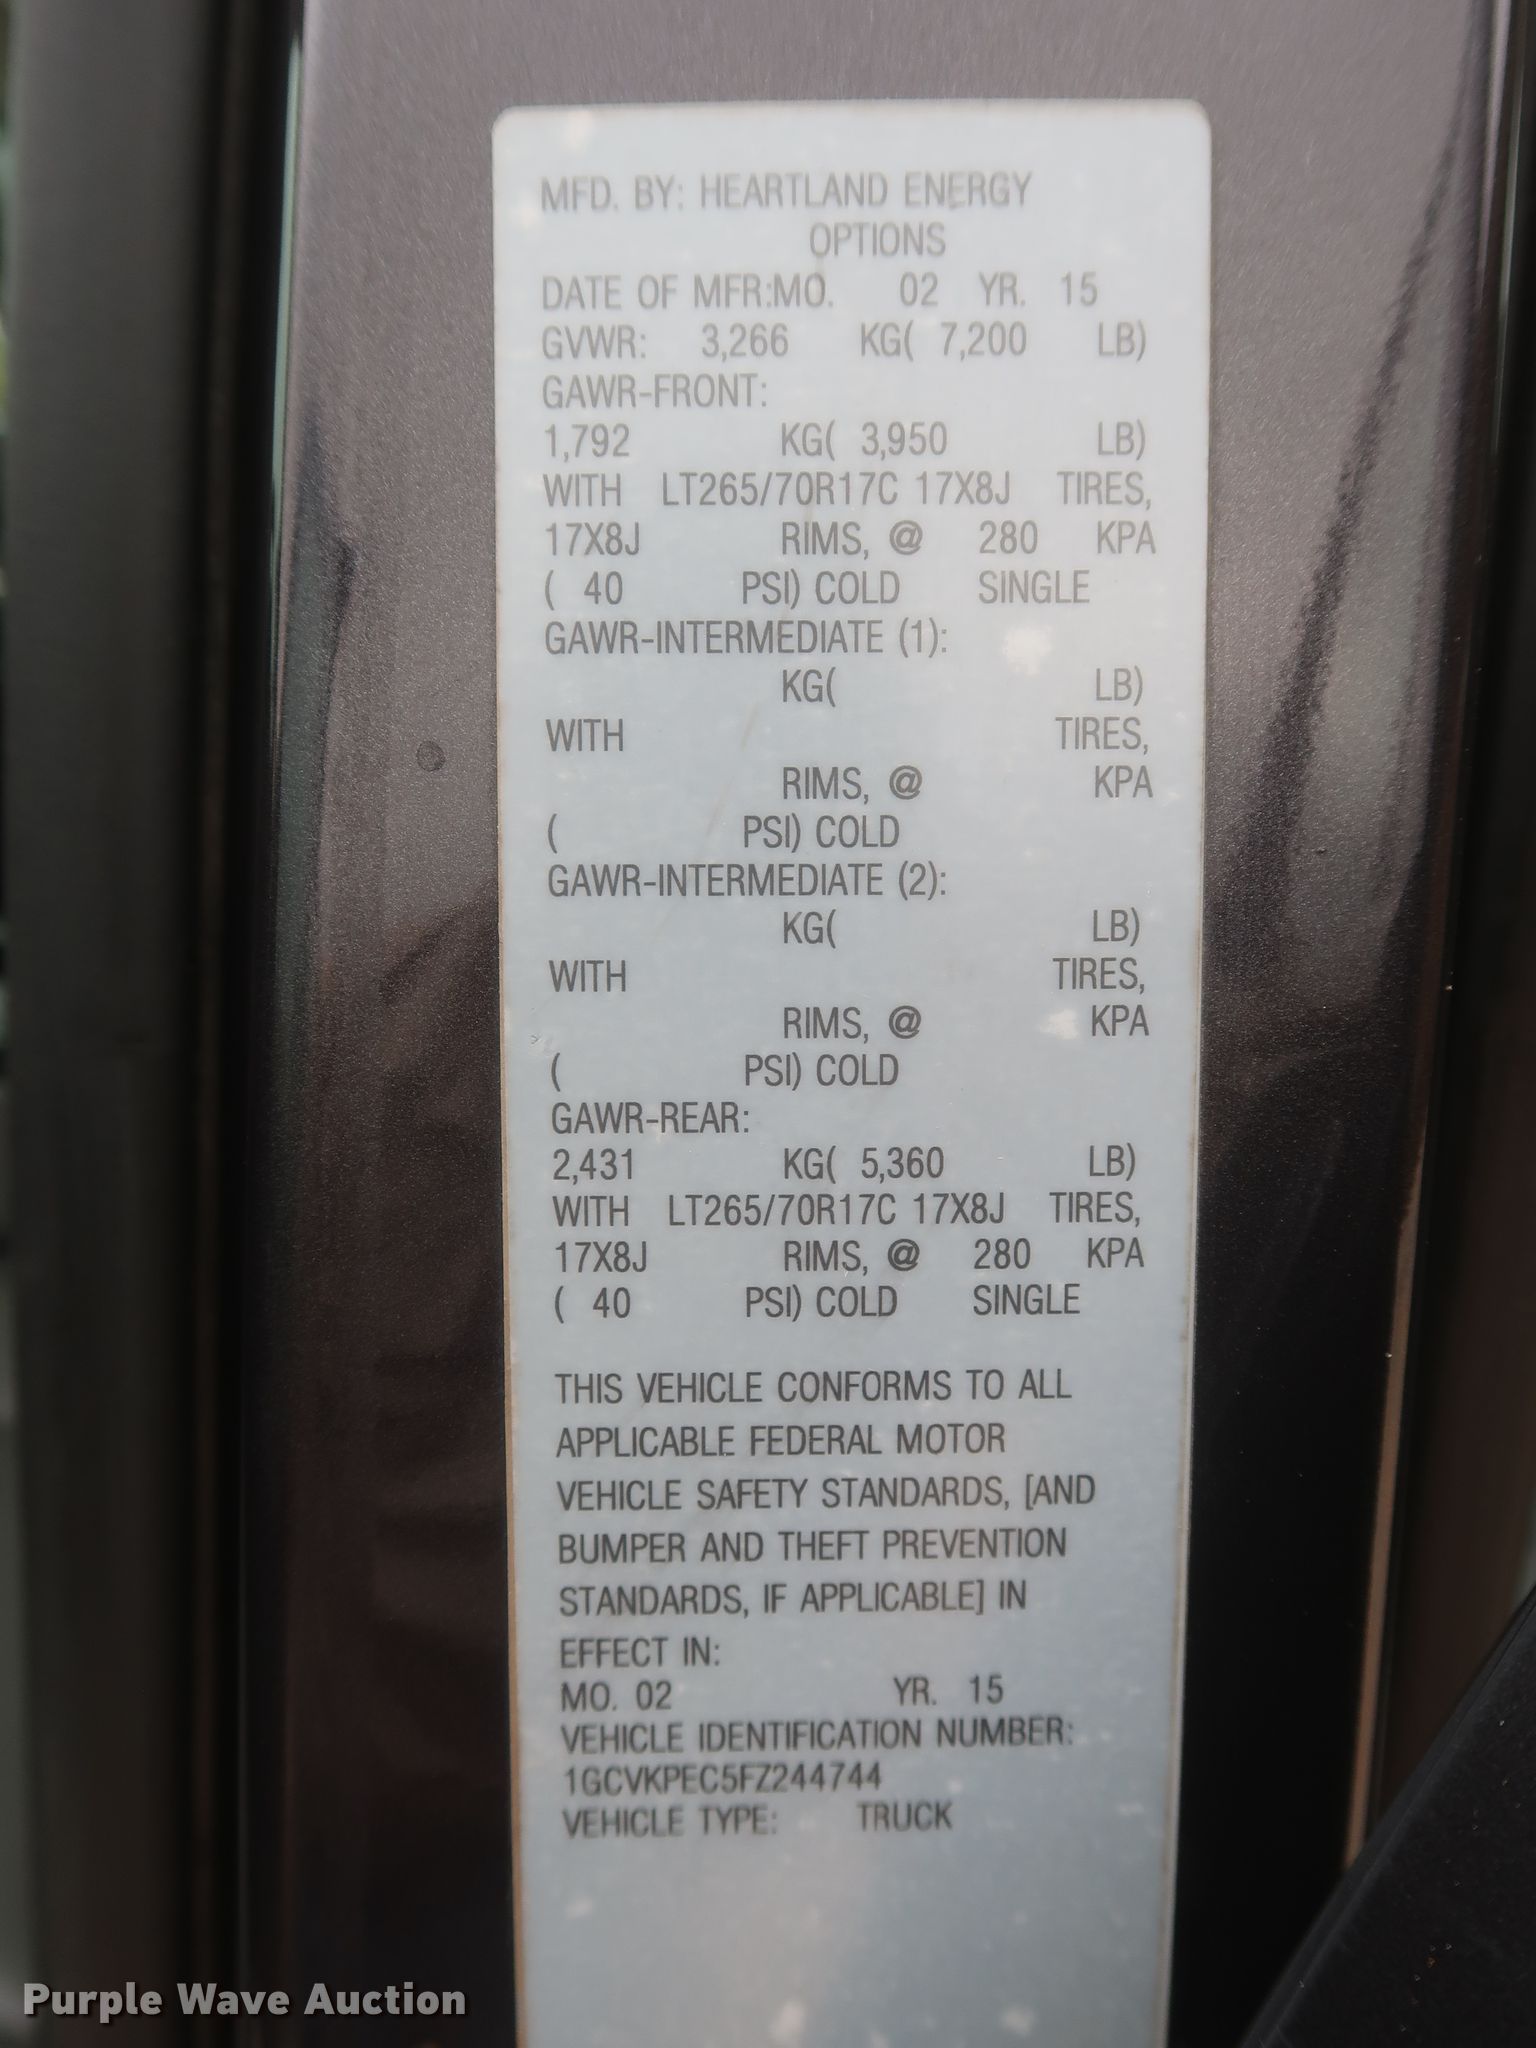 MFD. BY: HEARTLAND ENERGY
OPTIONS
DATE OF MFR:MO. 02 YR. 15
GVWR: 3,266 KG( 7,200 LB)
GAWR-FRONT:
1,792 KG( 3,950 LB)
WITH LT265/70R17C 17X8J TIRES,
17X8J RIMS, @ 280 KPA
( 40 PSI) COLD SINGLE
GAWR-INTERMEDIATE (1):
KG( LB)
WITH TIRES,
RIMS, @ KPA
( PSI) COLD
GAWR-INTERMEDIATE (2):
KG( LB)
WITH TIRES,
RIMS, @ KPA
( PSI) COLD
GAWR-REAR:
2,431 KG( 5,360 LB)
WITH LT265/70R17C 17X8J TIRES,
17X8J RIMS, @ 280 KPA
( 40 PSI) COLD SINGLE
THIS VEHICLE CONFORMS TO ALL
APPLICABLE FEDERAL MOTOR
VEHICLE SAFETY STANDARDS, [AND
BUMPER AND THEFT PREVENTION
STANDARDS, IF APPLICABLE] IN
EFFECT IN:
MO. 02 YR. 15
VEHICLE IDENTIFICATION NUMBER:
1GCVKPEC5FZ244744
VEHICLE TYPE: TRUCK
Purple Wave Auction